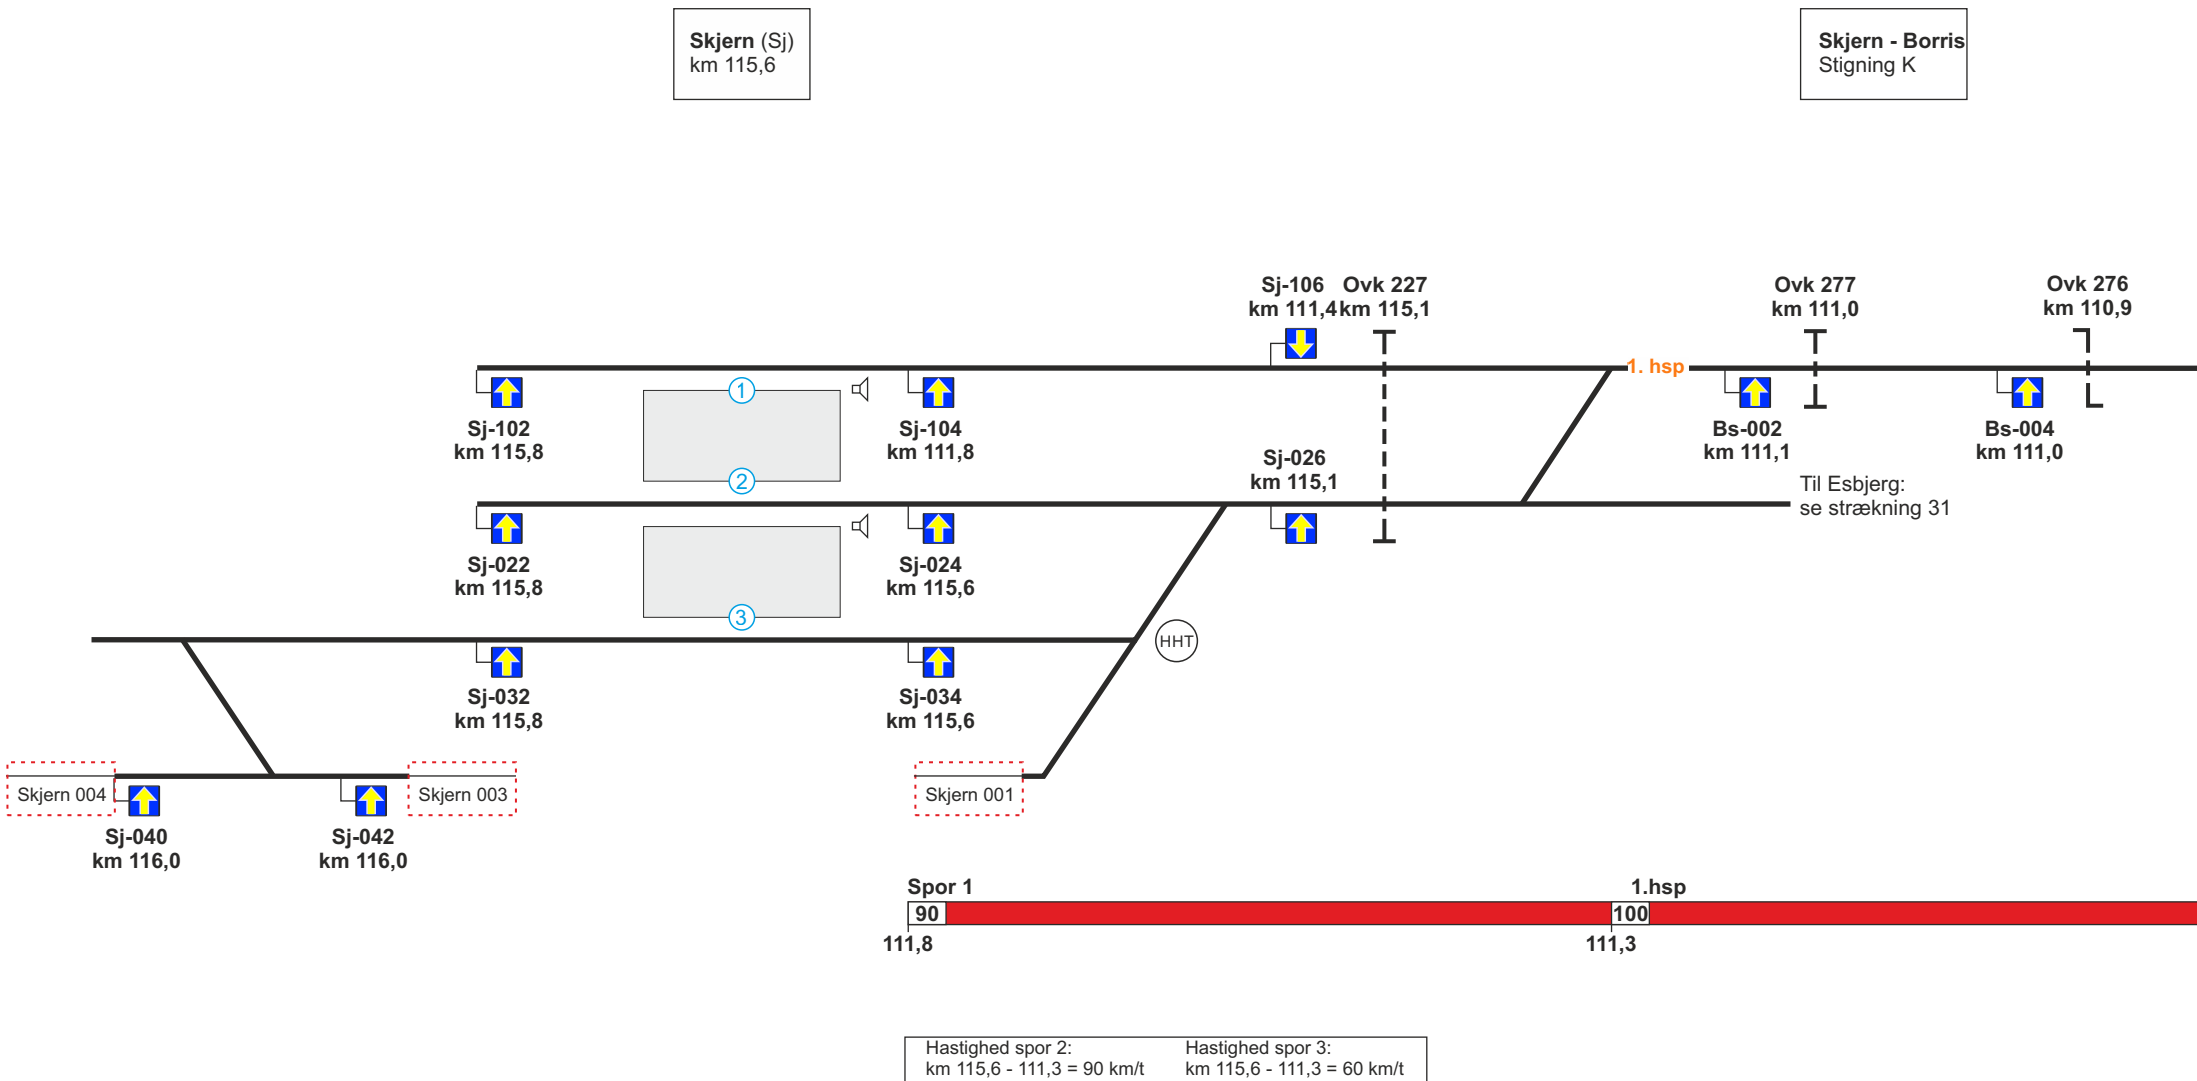 Skjern (Sj)
km 115,6
Skjern - Borris
Stigning K
Sj-106
km 111,4
Ovk 227
km 115,1
Ovk 277
km 111,0
Ovk 276
km 110,9
1. hsp
1
Sj-102
km 115,8
Sj-104
km 111,8
Bs-002
km 111,1
Bs-004
km 111,0
2
Sj-026
km 115,1
Til Esbjerg:
se strækning 31
Sj-022
km 115,8
Sj-024
km 115,6
3
HHT
Sj-032
km 115,8
Sj-034
km 115,6
Skjern 004
Skjern 003
Skjern 001
Sj-040
km 116,0
Sj-042
km 116,0
Spor 1
1.hsp
90
100
111,8
111,3
Hastighed spor 2:
km 115,6 - 111,3 = 90 km/t
Hastighed spor 3:
km 115,6 - 111,3 = 60 km/t